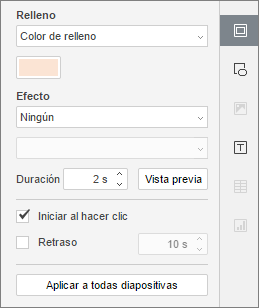 Relleno
Color de relleno
Efecto
Ningún
Duración 2 s Vista previa
Iniciar al hacer clic
Retraso 10 s
Aplicar a todas diapositivas